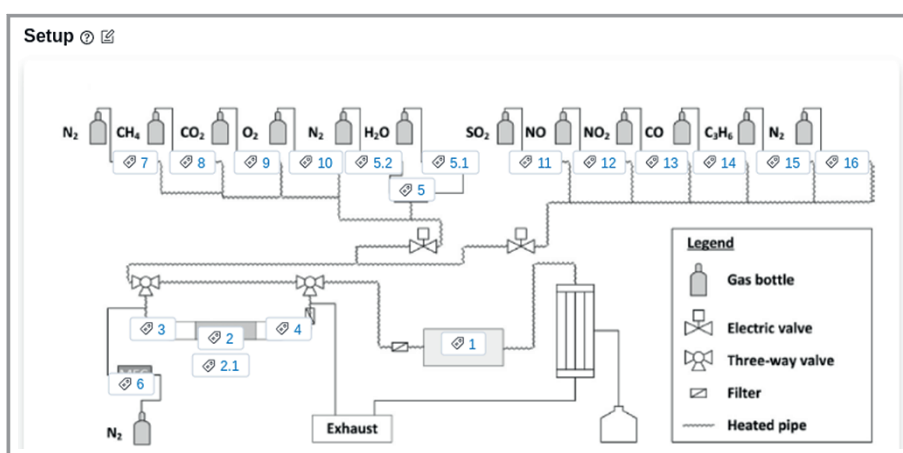 Setup
N₂ CH₄ CO₂ O₂ N₂ H₂O SO₂ NO NO₂ CO C₃H₆ N₂
7 8 9 10 5.2 5.1 11 12 13 14 15 16
5
Legend
Gas bottle
Electric valve
Three-way valve
Filter
Heated pipe
3 2 4 1
2.1
6
N₂
Exhaust